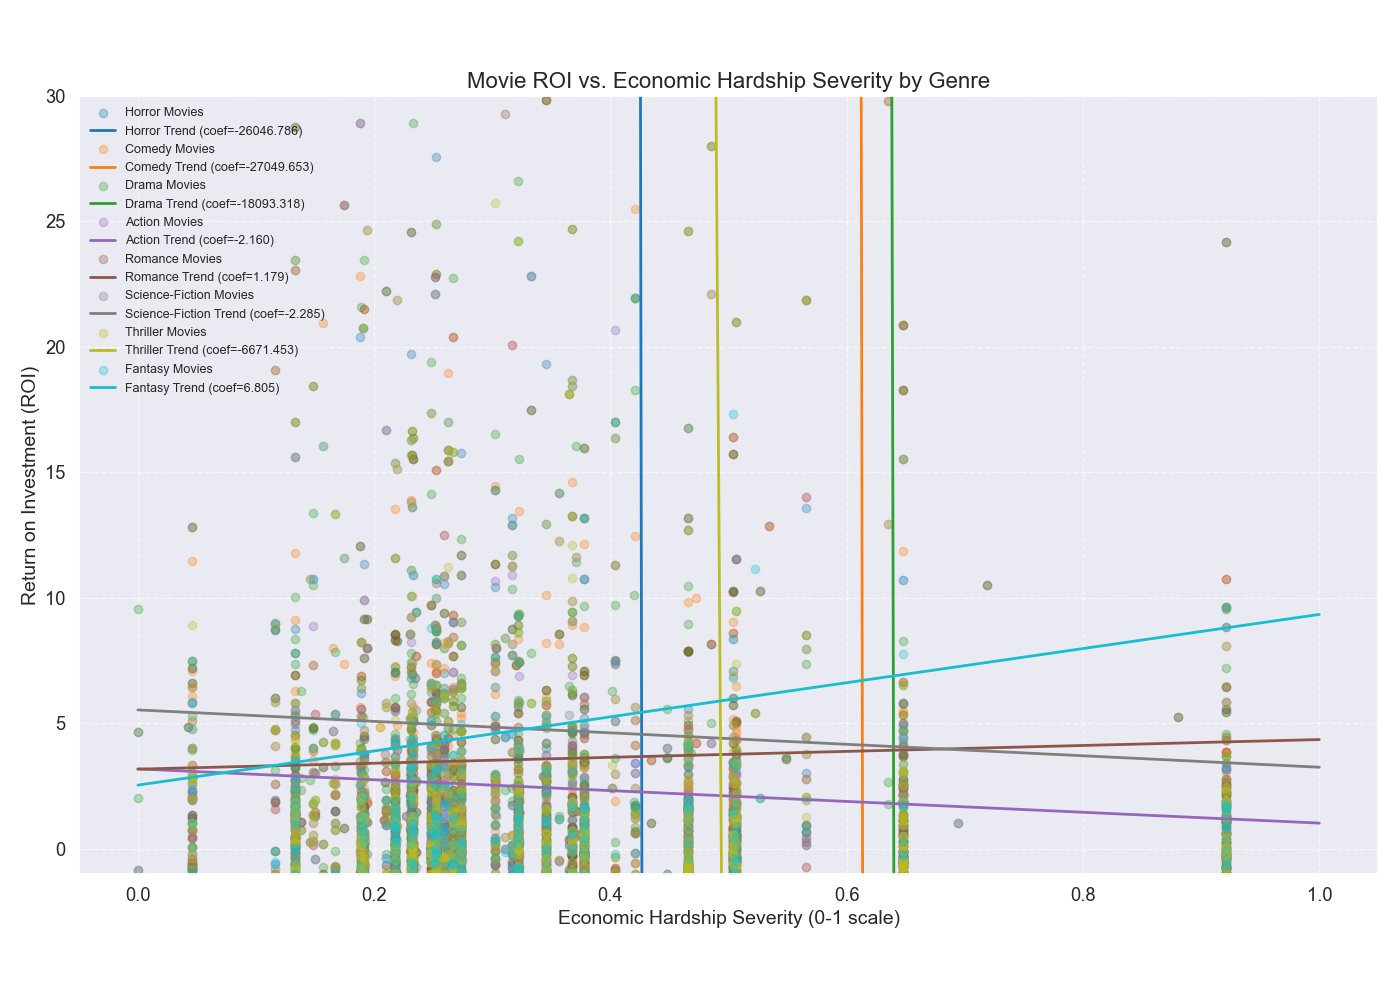 Movie ROI vs. Economic Hardship Severity by Genre
30
25
20
15
10
5
0
Return on Investment (ROI)
Horror Movies
Horror Trend (coef=-26046.786)
Comedy Movies
Comedy Trend (coef=-27049.653)
Drama Movies
Drama Trend (coef=-18093.318)
Action Movies
Action Trend (coef=-2.160)
Romance Movies
Romance Trend (coef=1.179)
Science-Fiction Movies
Science-Fiction Trend (coef=-2.285)
Thriller Movies
Thriller Trend (coef=-6671.453)
Fantasy Movies
Fantasy Trend (coef=6.805)
0.0 0.2 0.4 0.6 0.8 1.0
Economic Hardship Severity (0-1 scale)